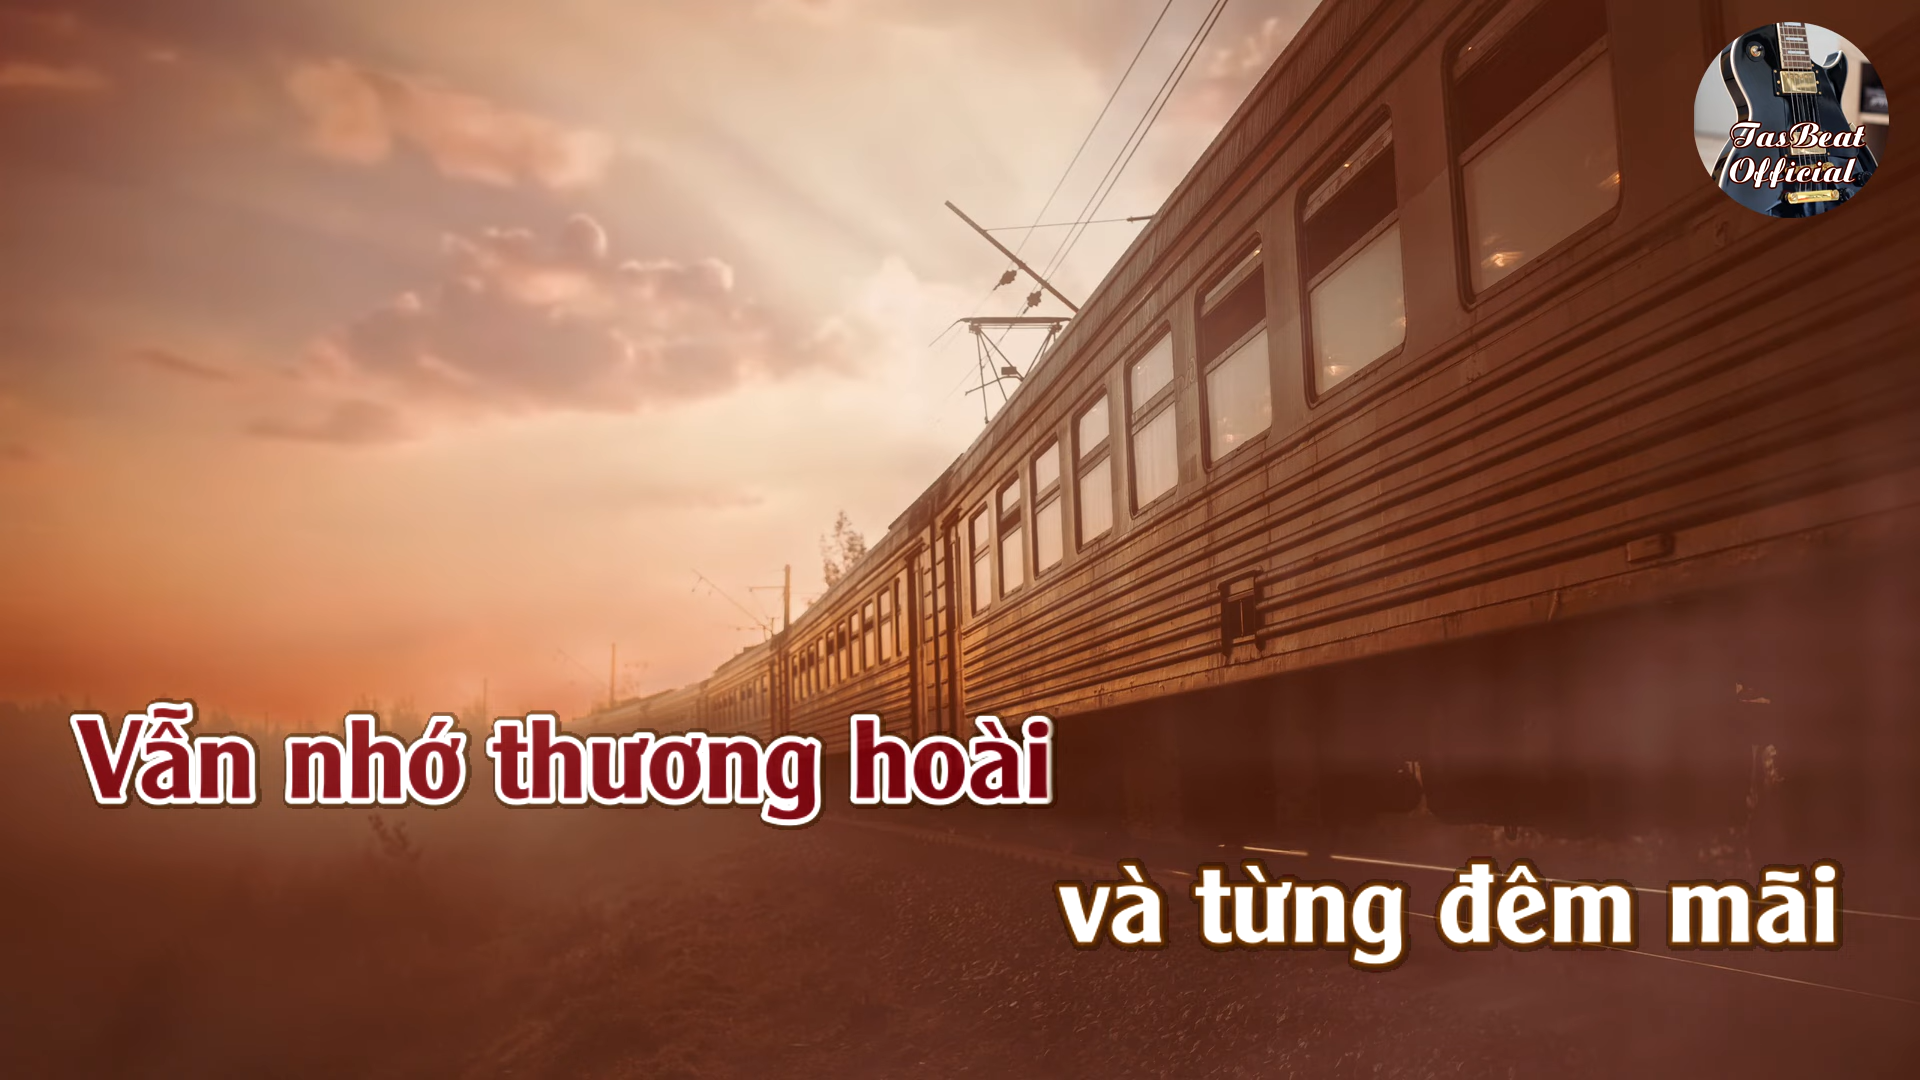 TasBeat
Official
Vẫn nhớ thương hoài
và từng đêm mãi